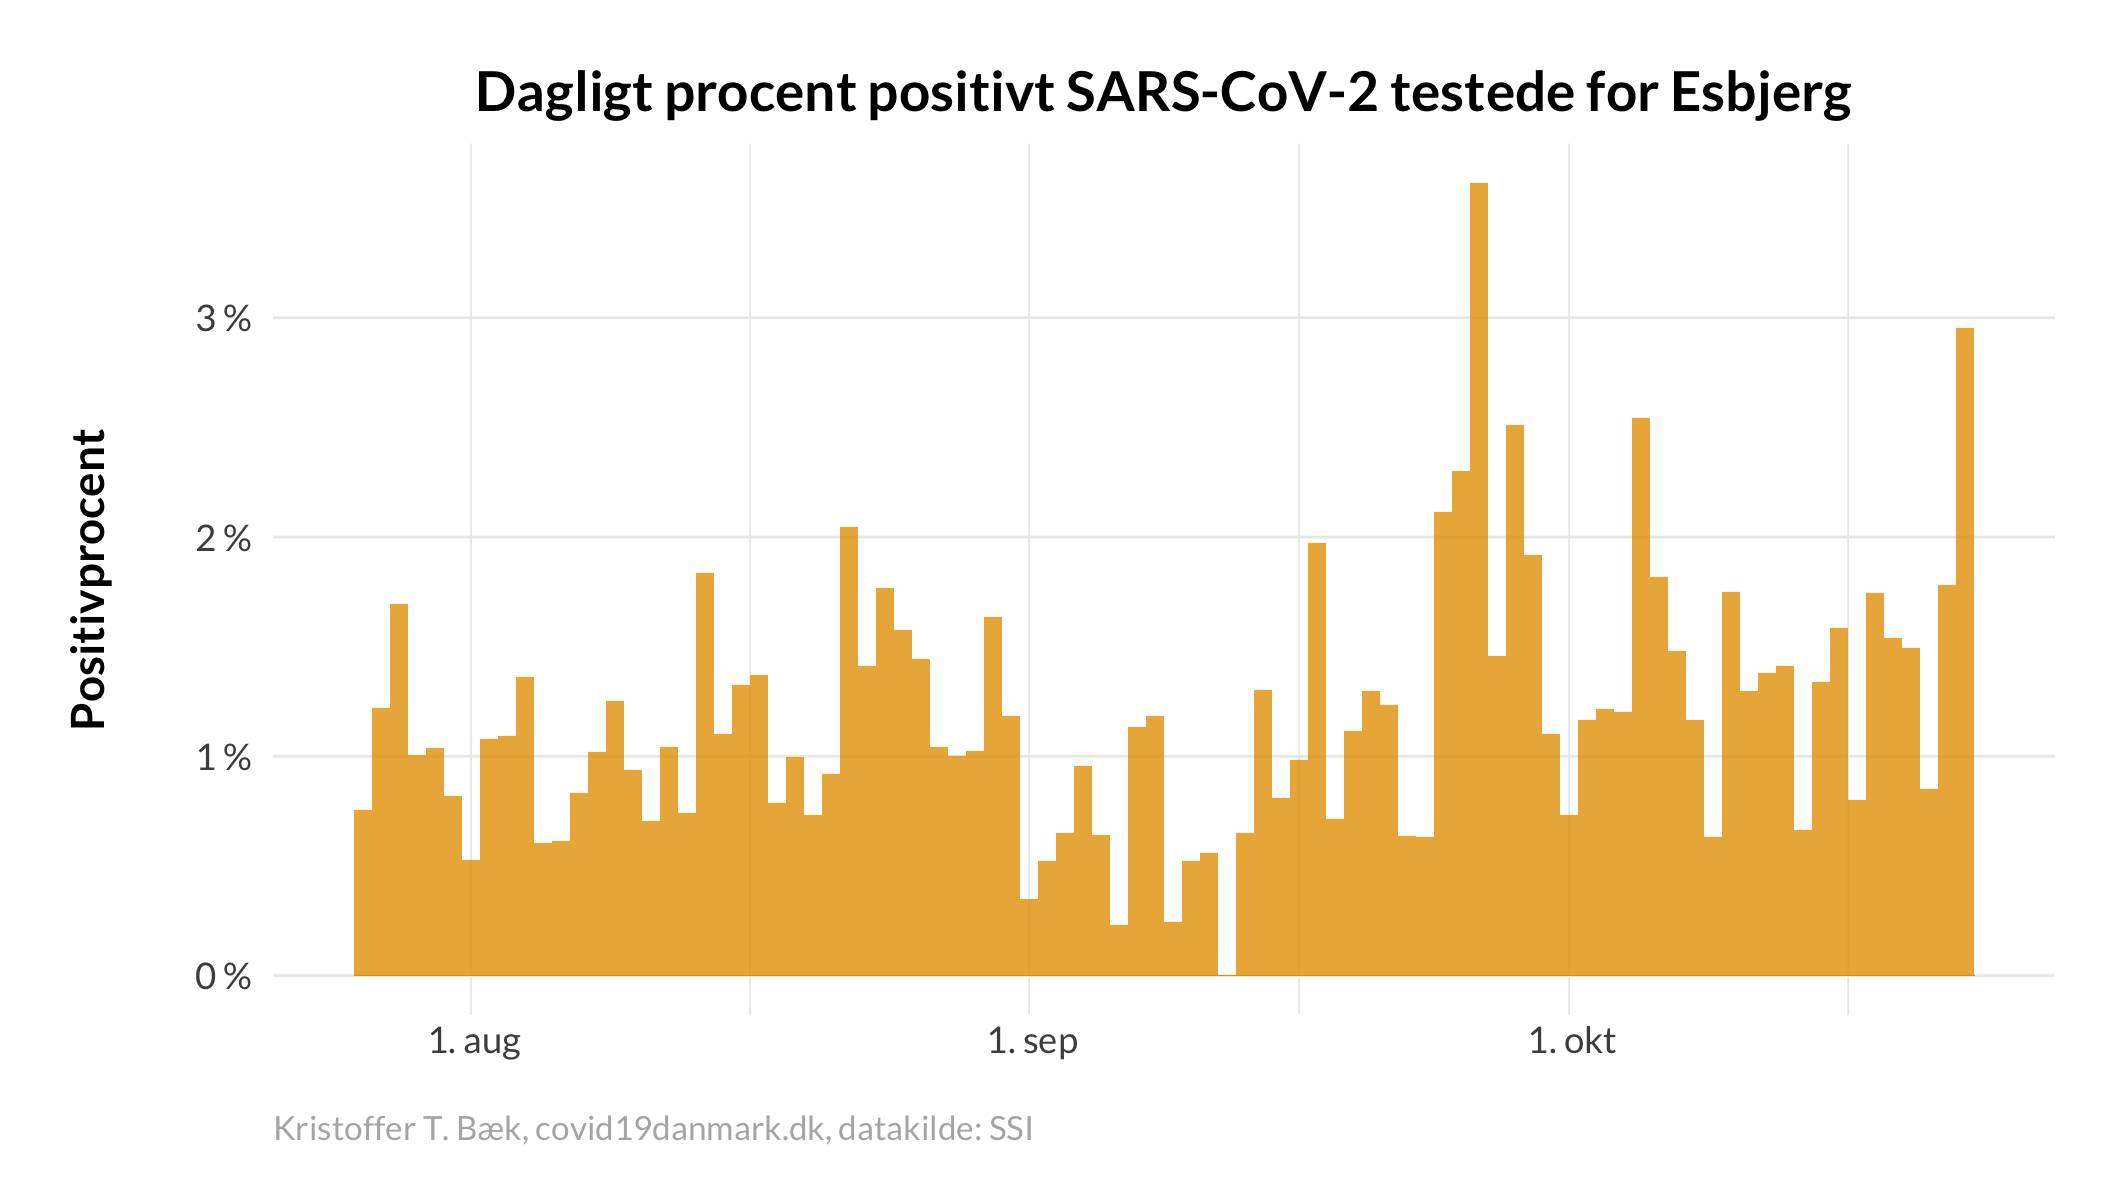 Dagligt procent positivt SARS-CoV-2 testede for Esbjerg
Positivprocent
3 %
2 %
1 %
0 %
1. aug
1. sep
1. okt
Kristoffer T. Bæk, covid19danmark.dk, datakilde: SSI